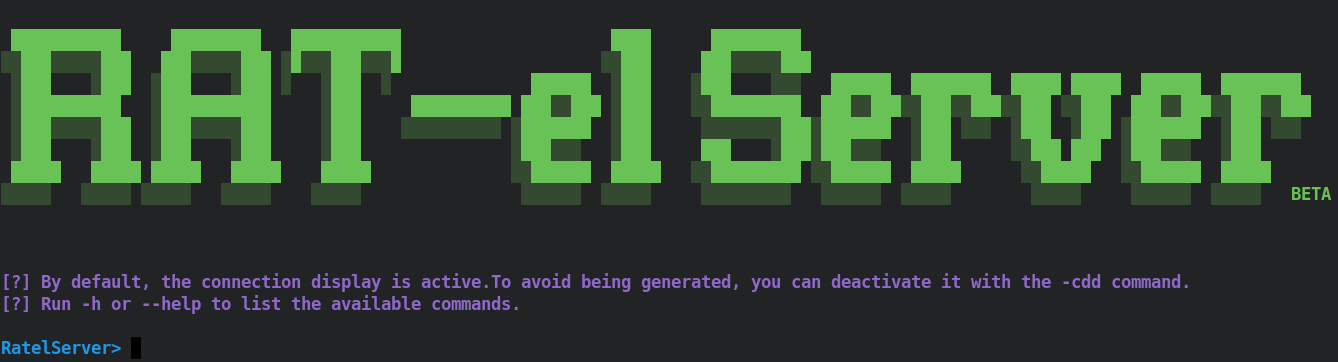 RAT-el Server
BETA
[?] By default, the connection display is active.To avoid being generated, you can deactivate it with the -cdd command.
[?] Run -h or --help to list the available commands.
RatelServer>